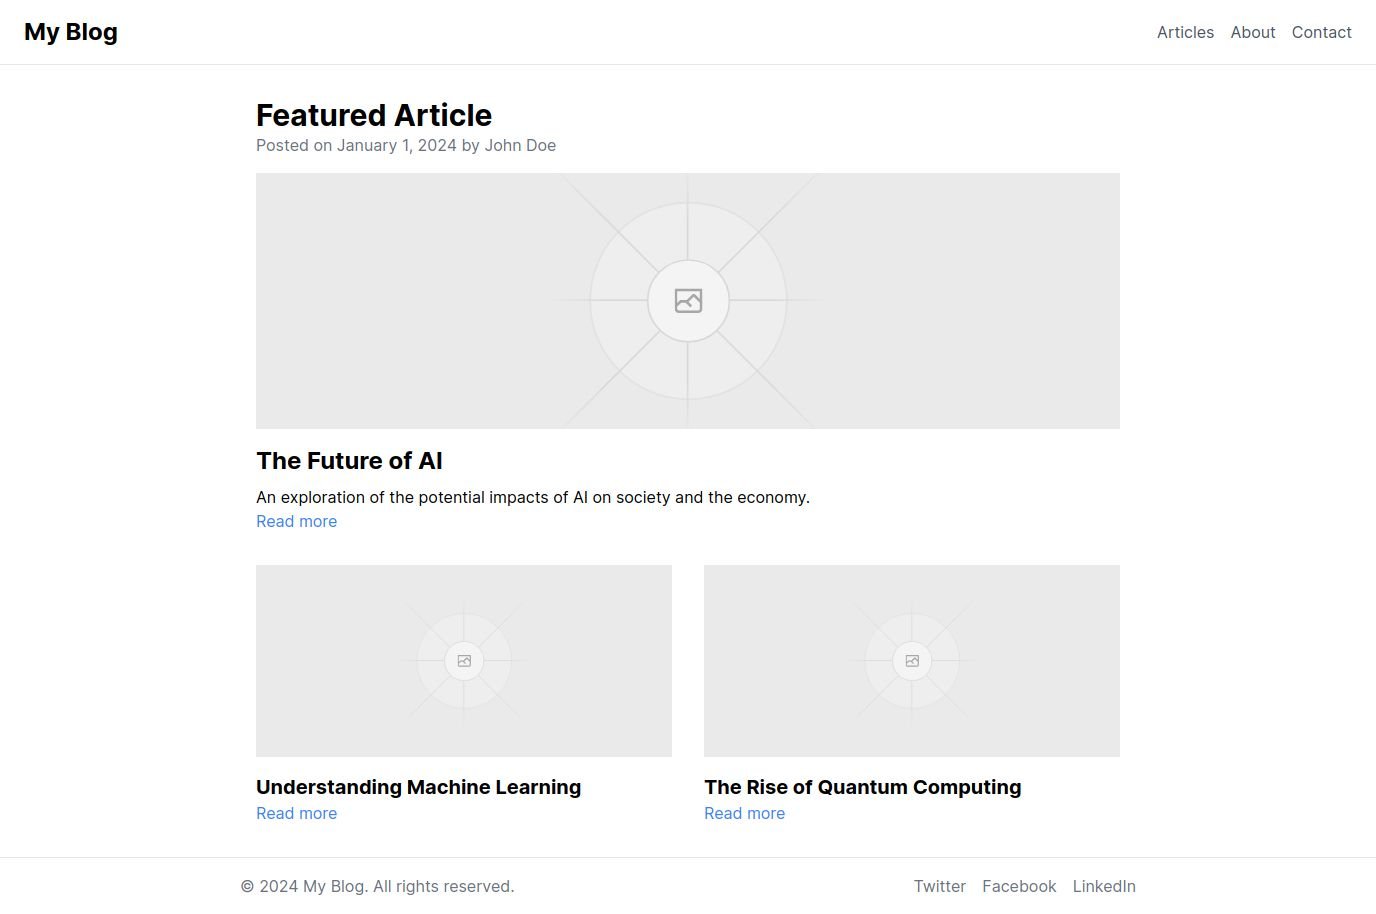 My Blog
Articles About Contact
Featured Article
Posted on January 1, 2024 by John Doe
The Future of AI
An exploration of the potential impacts of AI on society and the economy.
Read more
Understanding Machine Learning
Read more
The Rise of Quantum Computing
Read more
© 2024 My Blog. All rights reserved.
Twitter Facebook LinkedIn